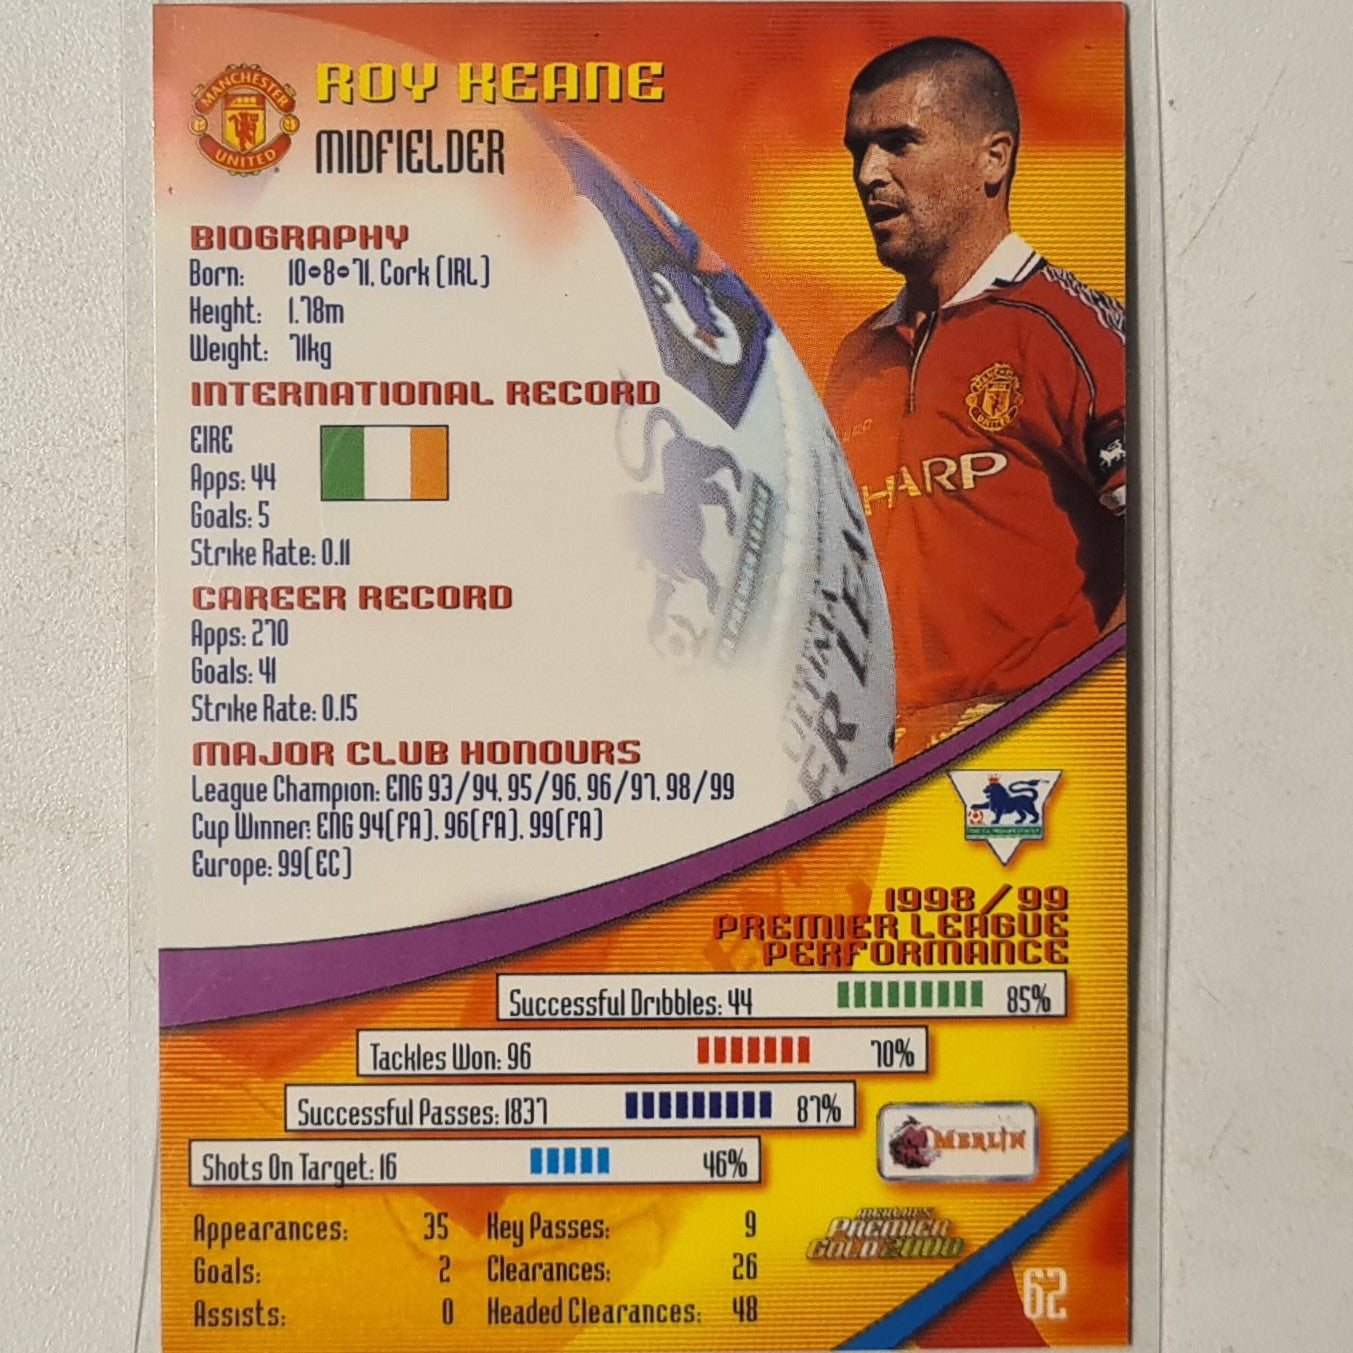 MANCHESTER
UNITED
ROY KEANE
MIDFIELDER
BIOGRAPHY
Born: 10-8-71, Cork (IRL)
Height: 1.78m
Weight: 71kg
INTERNATIONAL RECORD
EIRE
Apps: 44
Goals: 5
Strike Rate: 0.11
CAREER RECORD
Apps: 270
Goals: 41
Strike Rate: 0.15
MAJOR CLUB HONOURS
League Champion: ENG 93/94, 95/96, 96/97, 98/99
Cup Winner: ENG 94(FA), 96(FA), 99(FA)
Europe: 99(EC)
HARP
1998/99
PREMIER LEAGUE
PERFORMANCE
Successful Dribbles: 44 85%
Tackles Won: 96 70%
Successful Passes: 1837 87%
Shots On Target: 16 46%
MERLIN
Appearances: 35 Key Passes: 9
Goals: 2 Clearances: 26
Assists: 0 Headed Clearances: 48
MERLIN'S
PREMIER
GOLD 2000
62